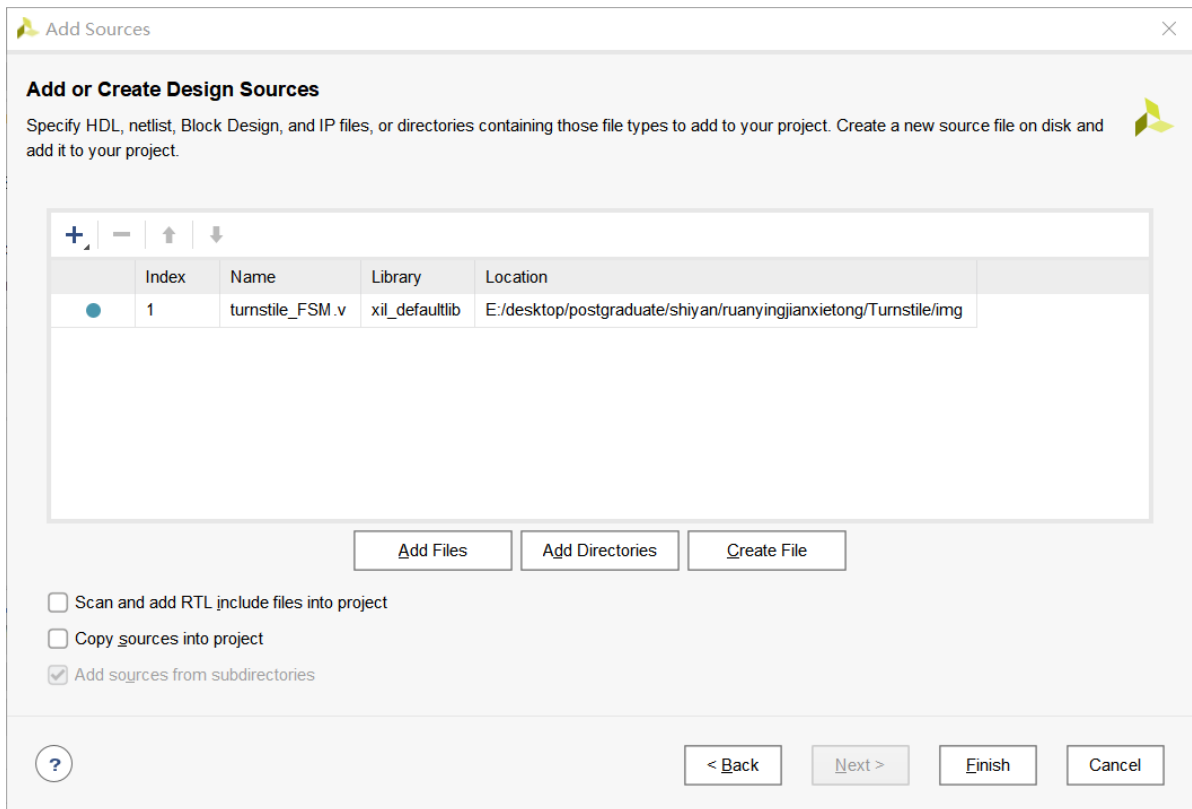 Add Sources
Add or Create Design Sources
Specify HDL, netlist, Block Design, and IP files, or directories containing those file types to add to your project. Create a new source file on disk and
add it to your project.
Index Name Library Location
1 turnstile_FSM.v xil_defaultlib E:/desktop/postgraduate/shiyan/ruanyingjianxietong/Turnstile/img
Add Files Add Directories Create File
Scan and add RTL include files into project
Copy sources into project
Add sources from subdirectories
? < Back Next > Finish Cancel